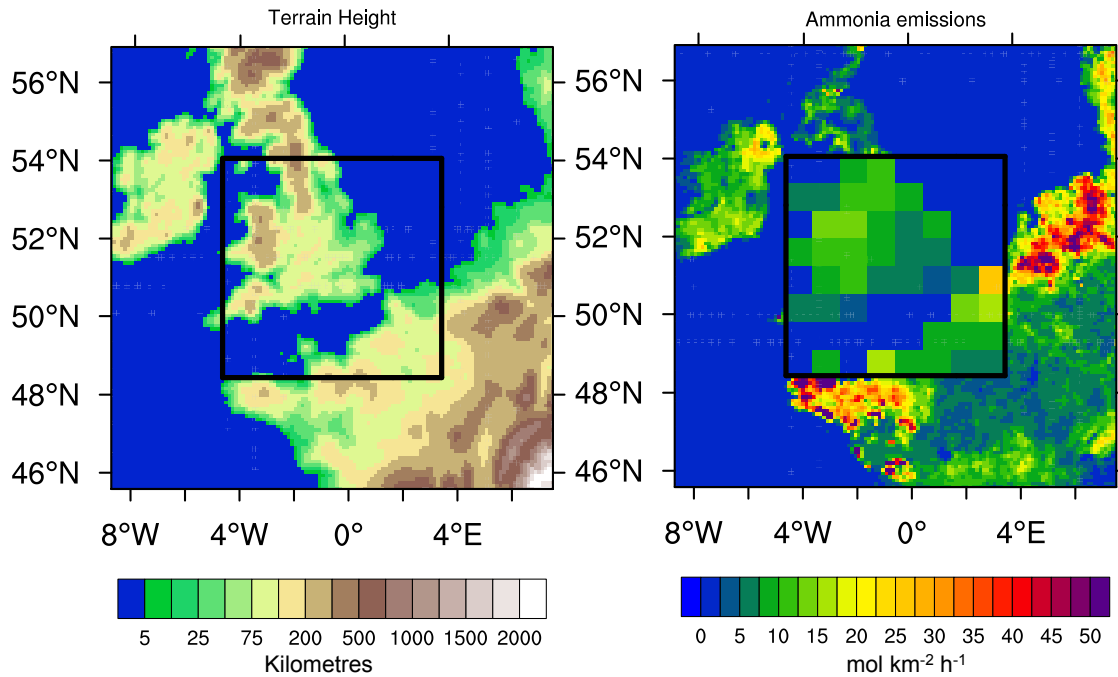 Terrain Height
56°N
54°N
52°N
50°N
48°N
46°N
8°W 4°W 0° 4°E
5 25 75 200 500 1000 1500 2000
Kilometres
Ammonia emissions
56°N
54°N
52°N
50°N
48°N
46°N
8°W 4°W 0° 4°E
0 5 10 15 20 25 30 35 40 45 50
mol km-2 h-1